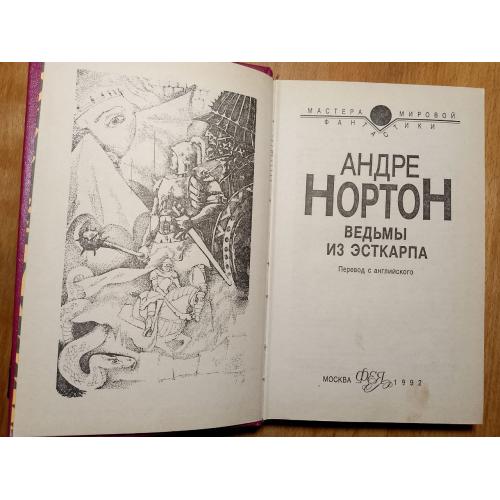 МАСТЕРА МИРОВОЙ
ФАНТАСТИКИ
АНДРЕ
НОРТОН
ВЕДЬМЫ
ИЗ ЭСТКАРПА
Перевод с английского
МОСКВА ФЕЯ 1992